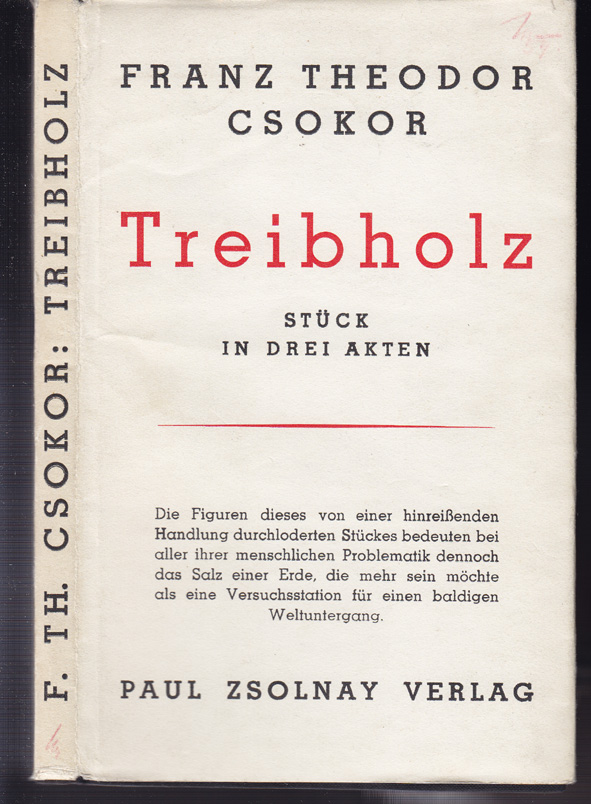 F. TH. CSOKOR: TREIBHOLZ
FRANZ THEODOR
CSOKOR
Treibholz
STÜCK
IN DREI AKTEN
Die Figuren dieses von einer hinreißenden
Handlung durchloderten Stückes bedeuten bei
aller ihrer menschlichen Problematik dennoch
das Salz einer Erde, die mehr sein möchte
als eine Versuchsstation für einen baldigen
Weltuntergang.
PAUL ZSOLNAY VERLAG